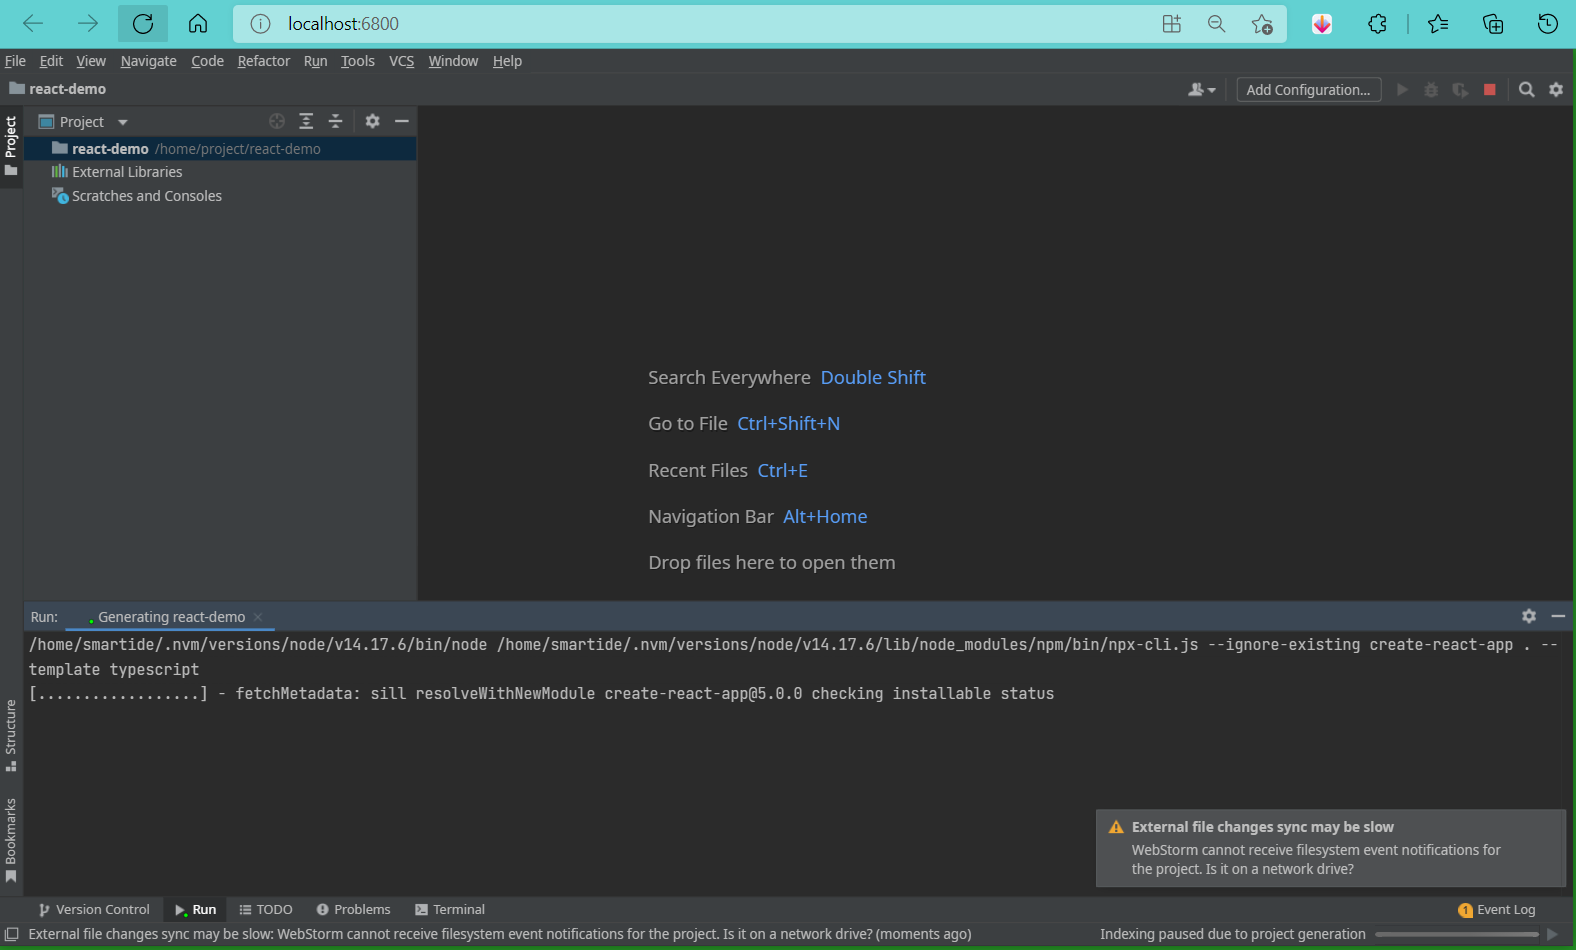 localhost:6800
File Edit View Navigate Code Refactor Run Tools VCS Window Help
react-demo
Add Configuration...
Project
Project
react-demo /home/project/react-demo
External Libraries
Scratches and Consoles
Search Everywhere Double Shift
Go to File Ctrl+Shift+N
Recent Files Ctrl+E
Navigation Bar Alt+Home
Drop files here to open them
Run: Generating react-demo
/home/smartide/.nvm/versions/node/v14.17.6/bin/node /home/smartide/.nvm/versions/node/v14.17.6/lib/node_modules/npm/bin/npx-cli.js --ignore-existing create-react-app . --
template typescript
[..................] - fetchMetadata: sill resolveWithNewModule create-react-app@5.0.0 checking installable status
Structure
Bookmarks
External file changes sync may be slow
WebStorm cannot receive filesystem event notifications for
the project. Is it on a network drive?
Version Control Run TODO Problems Terminal 1 Event Log
External file changes sync may be slow: WebStorm cannot receive filesystem event notifications for the project. Is it on a network drive? (moments ago) Indexing paused due to project generation